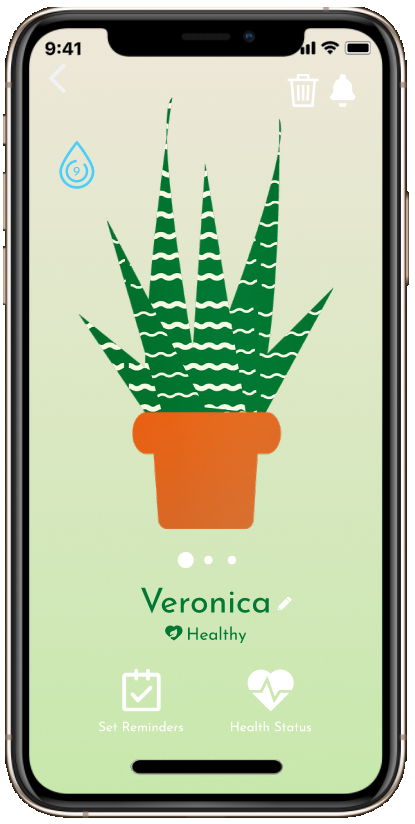 9:41
9
Veronica
Healthy
Set Reminders
Health Status